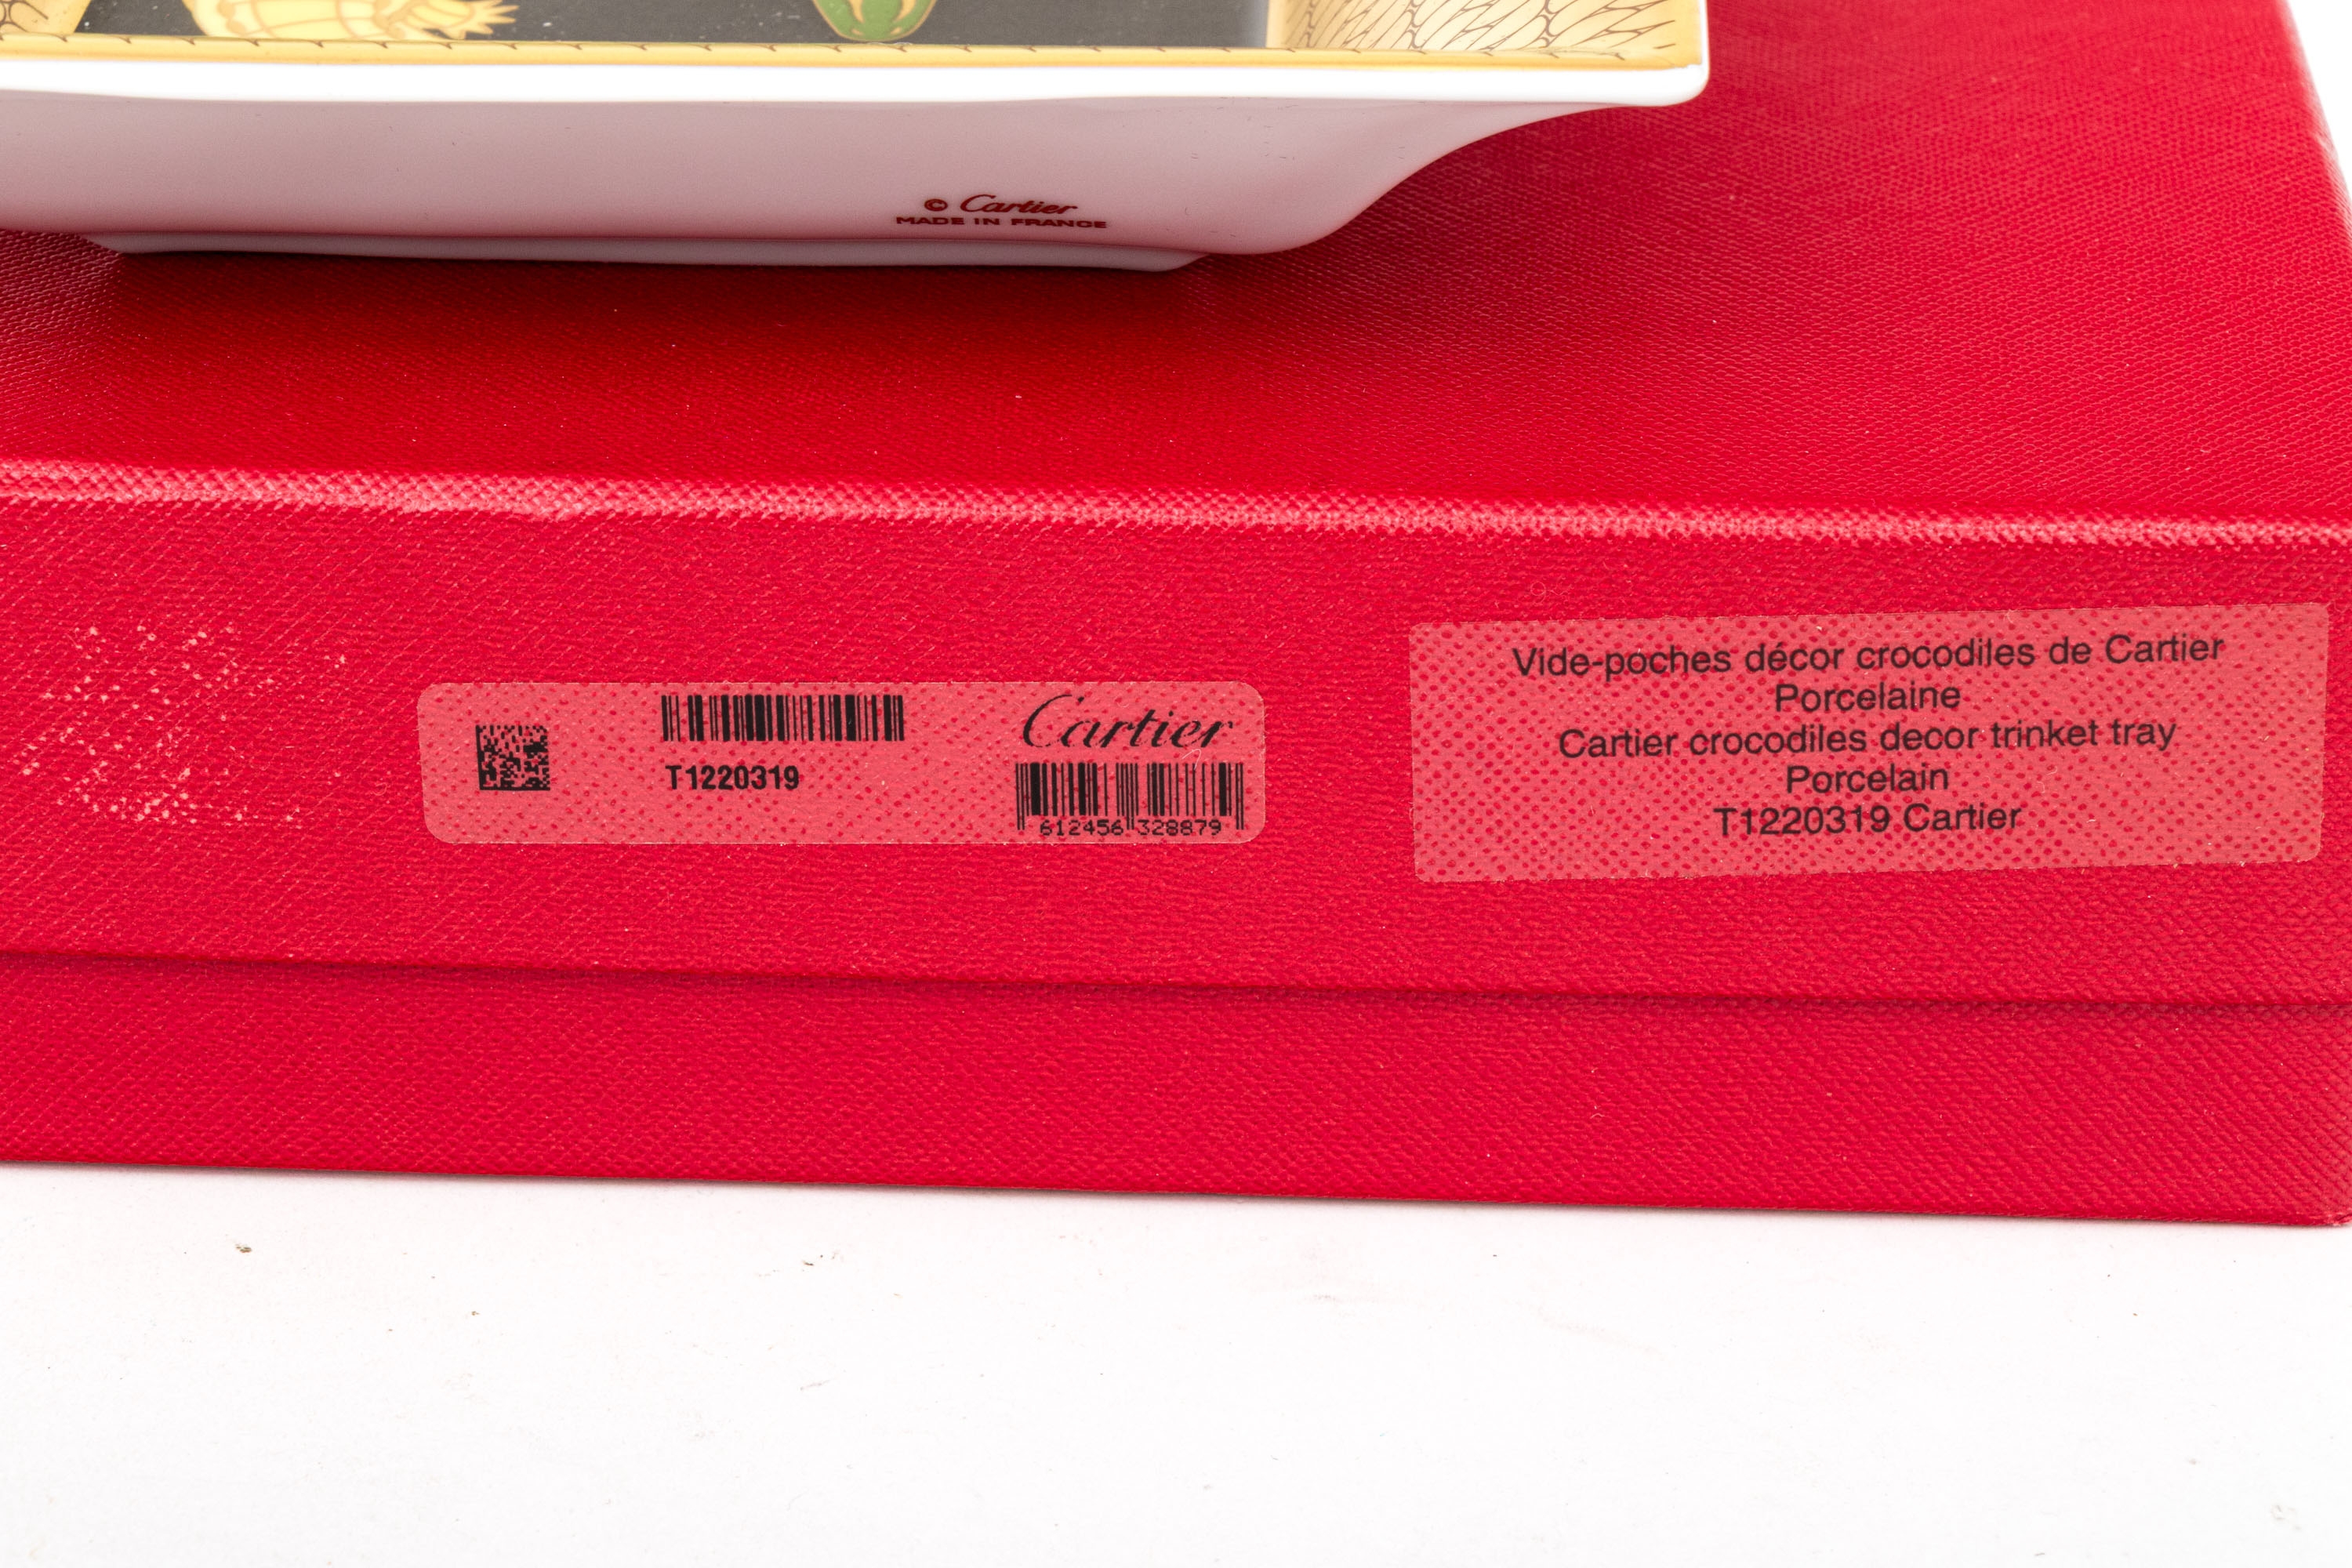 © Cartier
MADE IN FRANCE
T1220319
Cartier
612456 328879
Vide-poches décor crocodiles de Cartier
Porcelaine
Cartier crocodiles decor trinket tray
Porcelain
T1220319 Cartier